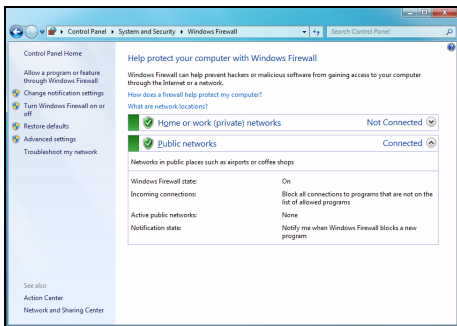 Control Panel ▸ System and Security ▸ Windows Firewall
Search Control Panel
Control Panel Home
Allow a program or feature
through Windows Firewall
Change notification settings
Turn Windows Firewall on or
off
Restore defaults
Advanced settings
Troubleshoot my network
See also
Action Center
Network and Sharing Center
Help protect your computer with Windows Firewall
Windows Firewall can help prevent hackers or malicious software from gaining access to your computer
through the Internet or a network.
How does a firewall help protect my computer?
What are network locations?
Home or work (private) networks Not Connected
Public networks Connected
Networks in public places such as airports or coffee shops
Windows Firewall state: On
Incoming connections: Block all connections to programs that are not on the
list of allowed programs
Active public networks: None
Notification state: Notify me when Windows Firewall blocks a new
program